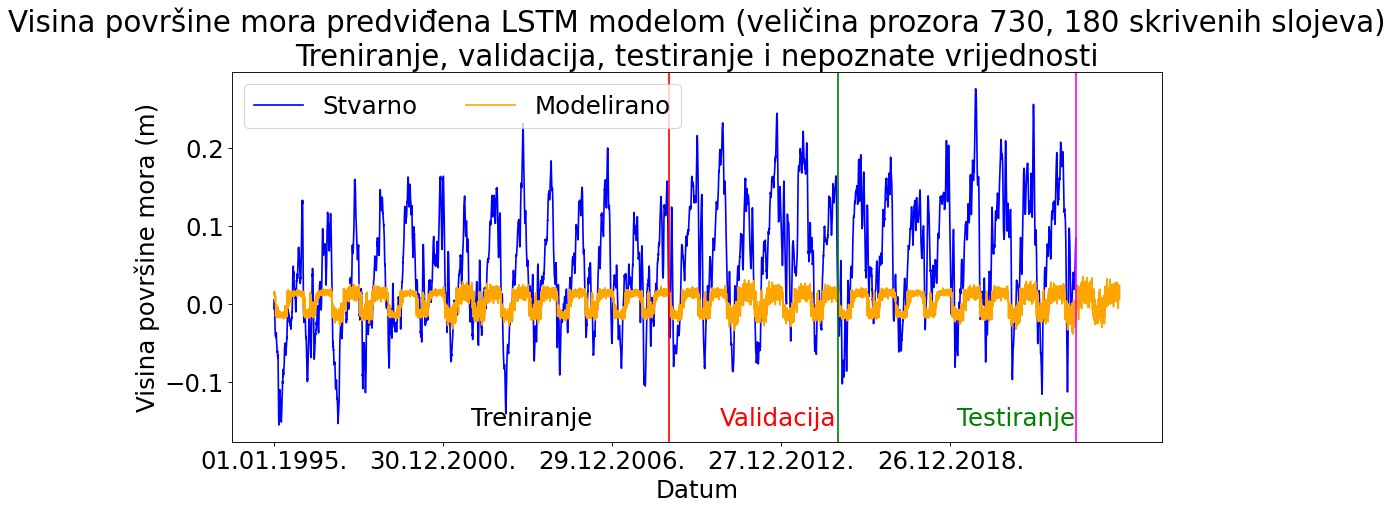 Visina površine mora predviđena LSTM modelom (veličina prozora 730, 180 skrivenih slojeva)
Treniranje, validacija, testiranje i nepoznate vrijednosti
Stvarno
Modelirano
Visina površine mora (m)
0.2
0.1
0.0
−0.1
Treniranje
Validacija
Testiranje
01.01.1995.
30.12.2000.
29.12.2006.
27.12.2012.
26.12.2018.
Datum